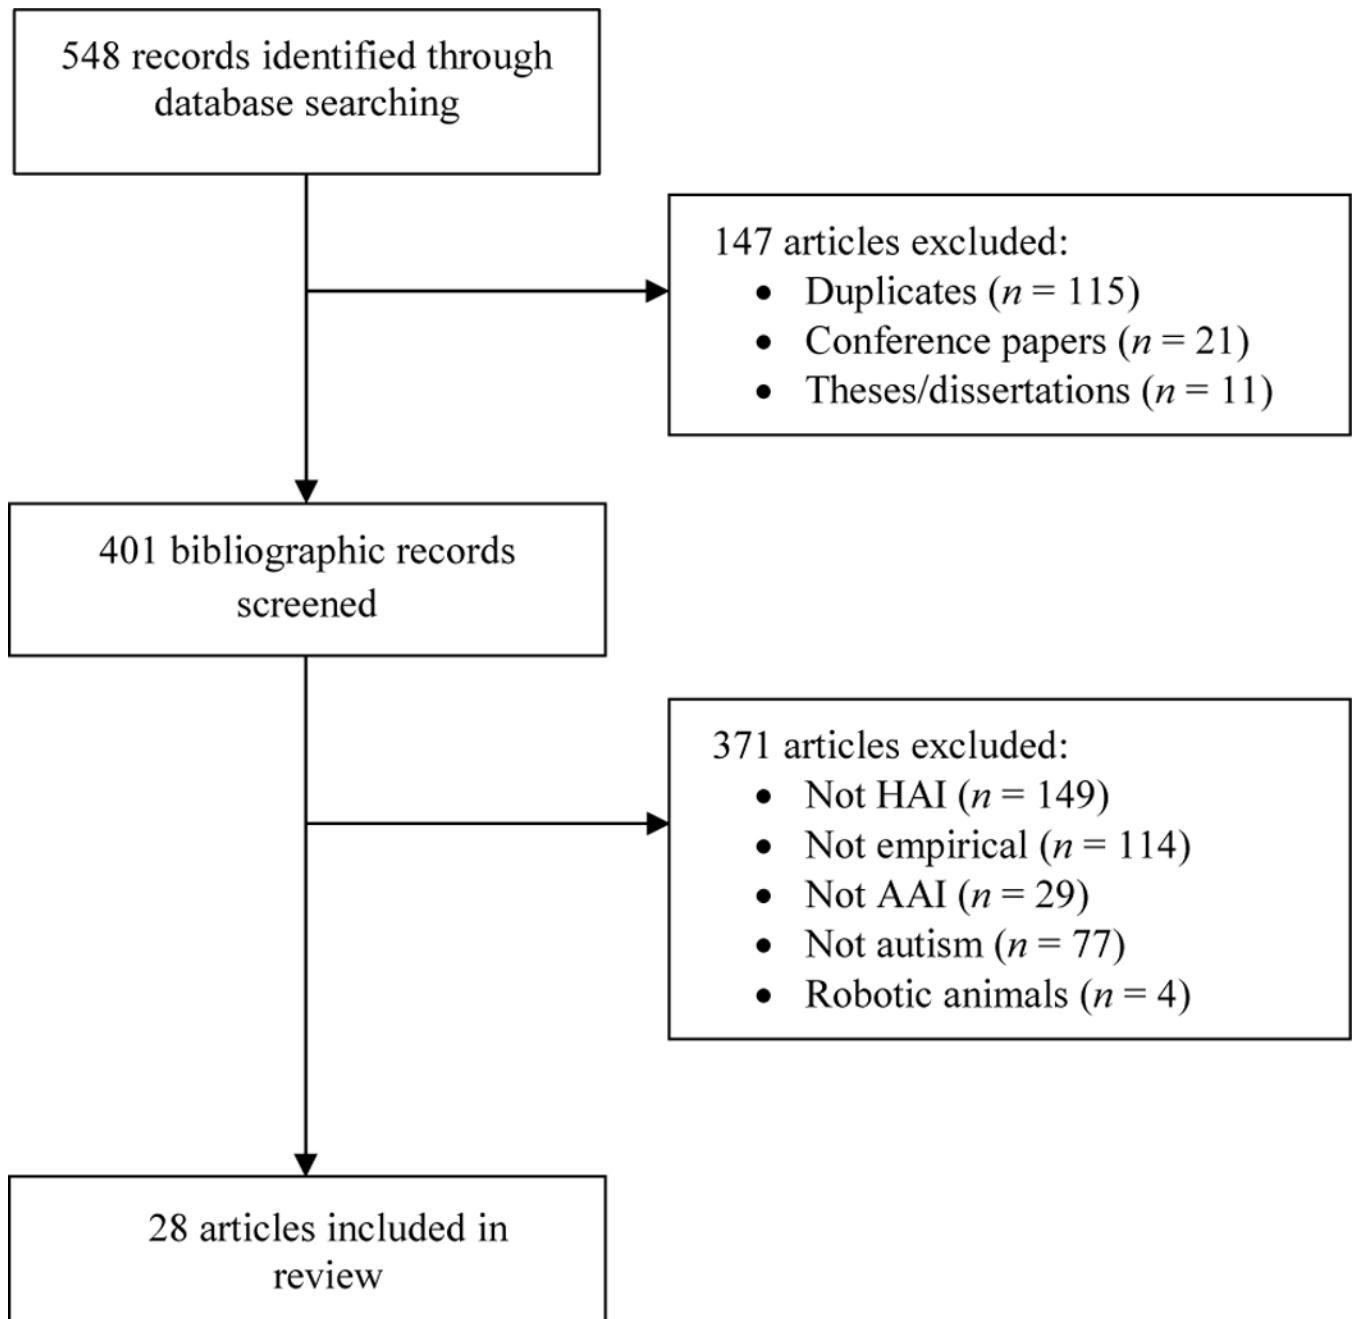 548 records identified through
database searching
147 articles excluded:
• Duplicates (n = 115)
• Conference papers (n = 21)
• Theses/dissertations (n = 11)
401 bibliographic records
screened
371 articles excluded:
• Not HAI (n = 149)
• Not empirical (n = 114)
• Not AAI (n = 29)
• Not autism (n = 77)
• Robotic animals (n = 4)
28 articles included in
review